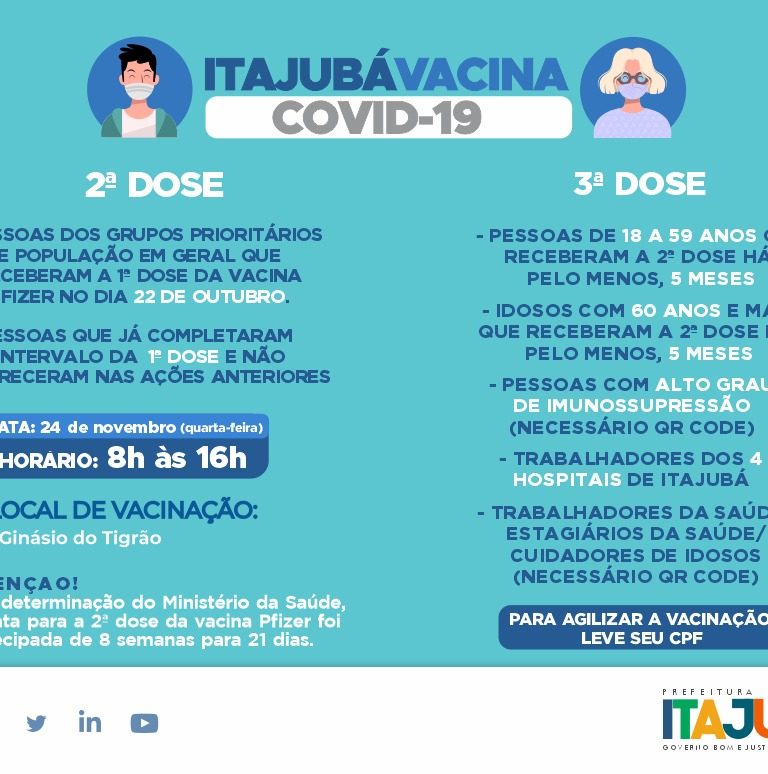 ITAJUBÁ VACINA
COVID-19
2ª DOSE
SSOAS DOS GRUPOS PRIORITÁRIOS
E POPULAÇÃO EM GERAL QUE
CEBERAM A 1ª DOSE DA VACINA
FIZER NO DIA 22 DE OUTUBRO.
ESSOAS QUE JÁ COMPLETARAM
INTERVALO DA 1ª DOSE E NÃO
RECERAM NAS AÇÕES ANTERIORES
ATA: 24 de novembro (quarta-feira)
HORÁRIO: 8h às 16h
LOCAL DE VACINAÇÃO:
Ginásio do Tigrão
ENÇAO!
determinação do Ministério da Saúde,
ta para a 2ª dose da vacina Pfizer foi
ecipada de 8 semanas para 21 dias.
3ª DOSE
- PESSOAS DE 18 A 59 ANOS
RECEBERAM A 2ª DOSE HÁ
PELO MENOS, 5 MESES
- IDOSOS COM 60 ANOS E MA
QUE RECEBERAM A 2ª DOSE
PELO MENOS, 5 MESES
- PESSOAS COM ALTO GRAU
DE IMUNOSSUPRESSÃO
(NECESSÁRIO QR CODE)
- TRABALHADORES DOS 4
HOSPITAIS DE ITAJUBÁ
- TRABALHADORES DA SAÚD
ESTAGIÁRIOS DA SAÚDE/
CUIDADORES DE IDOSOS
(NECESSÁRIO QR CODE)
PARA AGILIZAR A VACINAÇÃO
LEVE SEU CPF
in
PREFEITURA
ITAJU
GOVERNO BOM E JUST